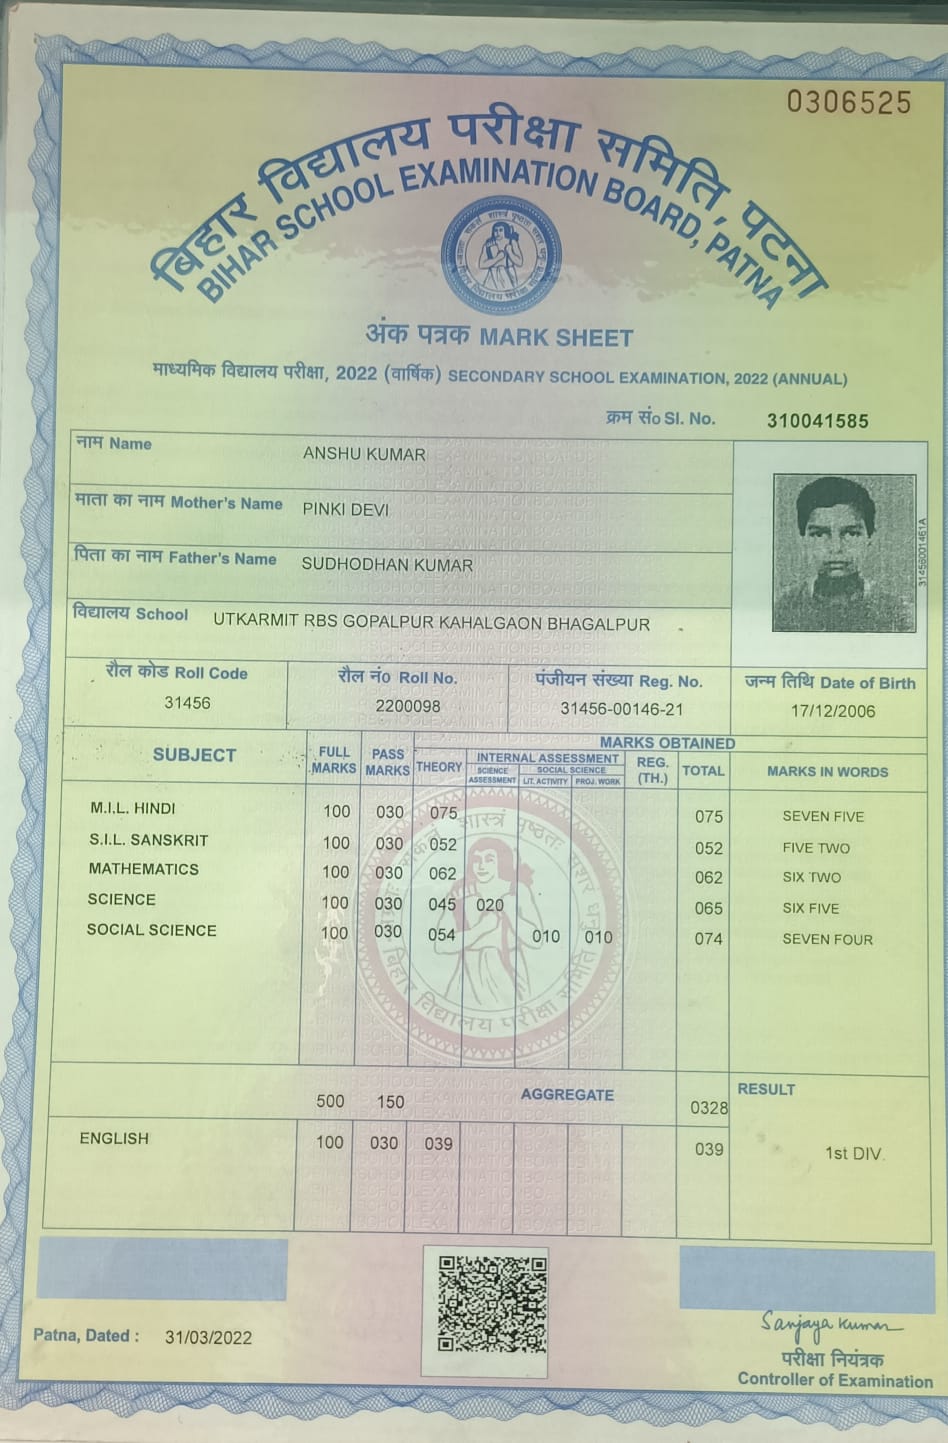 0306525
बिहार विद्यालय परीक्षा समिति, पटना
BIHAR SCHOOL EXAMINATION BOARD, PATNA
अंक पत्रक MARK SHEET
माध्यमिक विद्यालय परीक्षा, 2022 (वार्षिक) SECONDARY SCHOOL EXAMINATION, 2022 (ANNUAL)
क्रम सं० Sl. No. 310041585
नाम Name ANSHU KUMAR
माता का नाम Mother's Name PINKI DEVI
पिता का नाम Father's Name SUDHODHAN KUMAR
314560001461A
विद्यालय School UTKARMIT RBS GOPALPUR KAHALGAON BHAGALPUR
रौल कोड Roll Code रौल नं० Roll No. पंजीयन संख्या Reg. No. जन्म तिथि Date of Birth
31456 2200098 31456-00146-21 17/12/2006
SUBJECT FULL MARKS PASS MARKS MARKS OBTAINED
THEORY INTERNAL ASSESSMENT REG. (TH.) TOTAL MARKS IN WORDS
SCIENCE ASSESSMENT SOCIAL SCIENCE
LIT. ACTIVITY PROJ. WORK
M.I.L. HINDI 100 030 075 075 SEVEN FIVE
S.I.L. SANSKRIT 100 030 052 052 FIVE TWO
MATHEMATICS 100 030 062 062 SIX TWO
SCIENCE 100 030 045 020 065 SIX FIVE
SOCIAL SCIENCE 100 030 054 010 010 074 SEVEN FOUR
बिहार विद्यालय परीक्षा समिति
500 150 AGGREGATE 0328 RESULT
ENGLISH 100 030 039 039 1st DIV.
Patna, Dated : 31/03/2022
Sanjaya Kumar
परीक्षा नियंत्रक
Controller of Examination